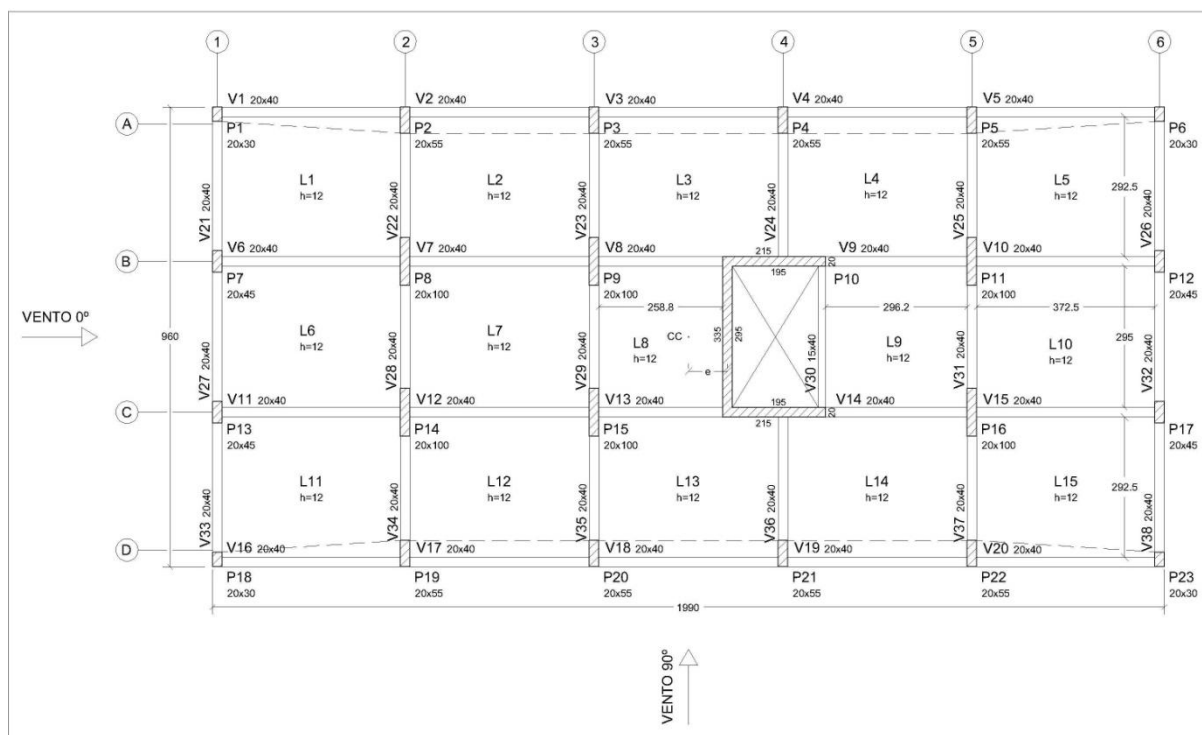 1 2 3 4 5 6
V1 20x40 V2 20x40 V3 20x40 V4 20x40 V5 20x40
A
P1 P2 P3 P4 P5 P6
20x30 20x55 20x55 20x55 20x55 20x30
L1 L2 L3 L4 L5
h=12 h=12 h=12 h=12 h=12
V21 20x40 V22 20x40 V23 20x40 V24 20x40 V25 20x40 292.5 V26 20x40
V6 20x40 V7 20x40 V8 20x40 215 V9 20x40 V10 20x40
B
195 20
P7 P8 P9 P10 P11 P12
20x45 20x100 20x100 20x100 20x45
258.8 296.2 372.5
VENTO 0º
960
L6 L7 L8 CC L9 L10
h=12 h=12 h=12 h=12 h=12
335 295 295
e
V27 20x40 V28 20x40 V29 20x40 V30 15x40 V31 20x40 V32 20x40
V11 20x40 V12 20x40 V13 20x40 195 V14 20x40 V15 20x40
C
215 20
P13 P14 P15 P16 P17
20x45 20x100 20x100 20x100 20x45
L11 L12 L13 L14 L15
h=12 h=12 h=12 h=12 h=12
292.5
V33 20x40 V34 20x40 V35 20x40 V36 20x40 V37 20x40 V38 20x40
D
V16 20x40 V17 20x40 V18 20x40 V19 20x40 V20 20x40
P18 P19 P20 P21 P22 P23
20x30 20x55 20x55 20x55 20x55 20x30
1990
VENTO 90º